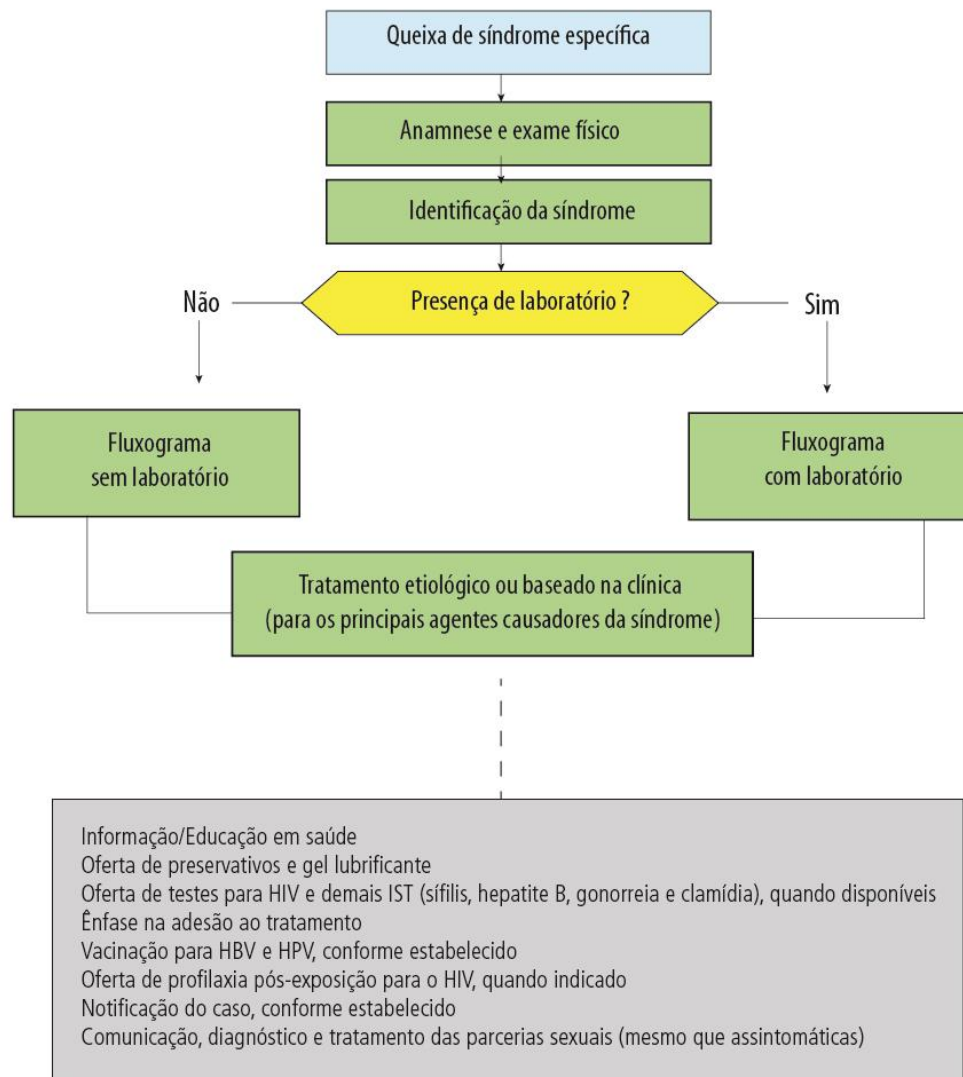 Queixa de síndrome específica
Anamnese e exame físico
Identificação da síndrome
Presença de laboratório ?
Não
Sim
Fluxograma
sem laboratório
Fluxograma
com laboratório
Tratamento etiológico ou baseado na clínica
(para os principais agentes causadores da síndrome)
Informação/Educação em saúde
Oferta de preservativos e gel lubrificante
Oferta de testes para HIV e demais IST (sífilis, hepatite B, gonorreia e clamídia), quando disponíveis
Ênfase na adesão ao tratamento
Vacinação para HBV e HPV, conforme estabelecido
Oferta de profilaxia pós-exposição para o HIV, quando indicado
Notificação do caso, conforme estabelecido
Comunicação, diagnóstico e tratamento das parcerias sexuais (mesmo que assintomáticas)